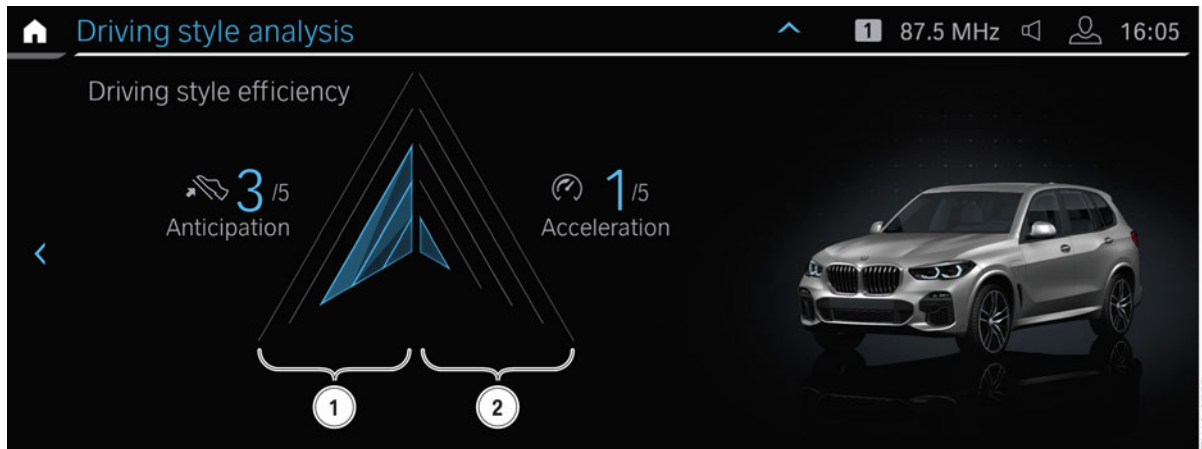 Driving style analysis 1 87.5 MHz 16:05
Driving style efficiency
3 /5
Anticipation
1 /5
Acceleration
1
2